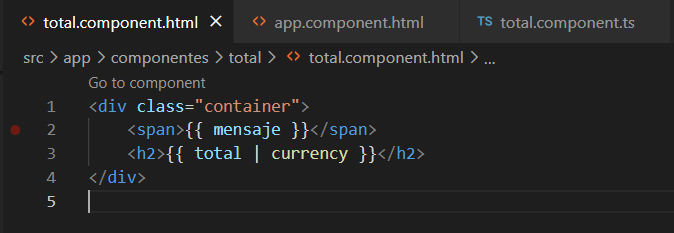 <> total.component.html × <> app.component.html TS total.component.ts
src > app > componentes > total > <> total.component.html > ...
Go to component
1 <div class="container">
2 <span>{{ mensaje }}</span>
3 <h2>{{ total | currency }}</h2>
4 </div>
5